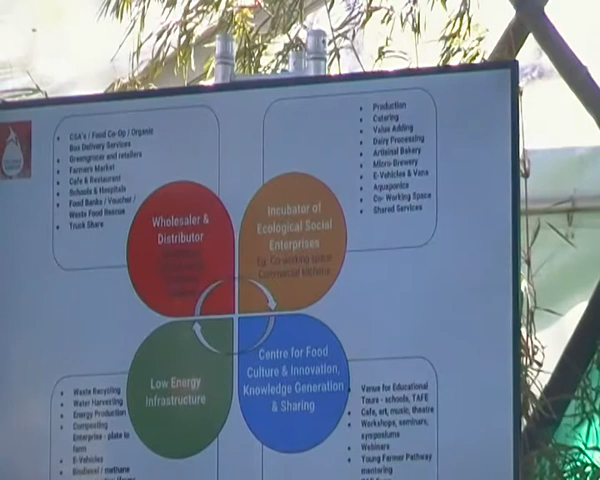 CSA's / Food Co-Op / Organic
Box Delivery Services
Greengrocer and retailers
Farmers Market
Cafe & Restaurant
Schools & Hospitals
Food Banks / Voucher /
Waste Food Rescue
Truck Share
Production
Catering
Value Adding
Dairy Processing
Artisinal Bakery
Micro-Brewery
E-Vehicles & Vans
Aquaponics
Co- Working Space
Shared Services
Wholesaler &
Distributor
Incubator of
Ecological Social
Enterprises
Eg. Co-working space
Commercial kitchens
Low Energy
Infrastructure
Centre for Food
Culture & Innovation,
Knowledge Generation
& Sharing
Waste Recycling
Water Harvesting
Energy Production
Composting
Enterprise - plate to
farm
E-Vehicles
Biodiesel / methane
Venue for Educational
Tours - schools, TAFE
Cafe, art, music, theatre
Workshops, seminars,
symposiums
Webinars
Young Farmer Pathway
mentoring